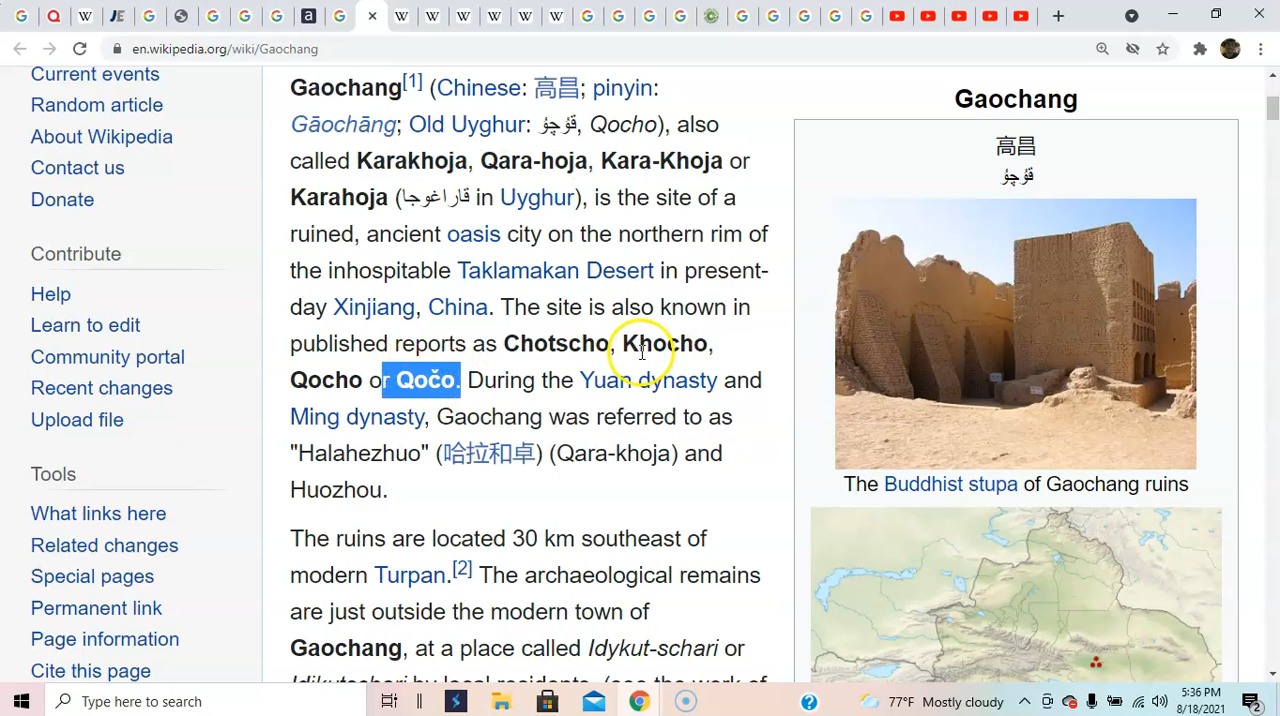 en.wikipedia.org/wiki/Gaochang
Current events
Random article
About Wikipedia
Contact us
Donate
Contribute
Help
Learn to edit
Community portal
Recent changes
Upload file
Tools
What links here
Related changes
Special pages
Permanent link
Page information
Cite this page
Gaochang[1] (Chinese: 高昌; pinyin:
Gāochāng; Old Uyghur: قۇچۇ, Qocho), also
called Karakhoja, Qara-hoja, Kara-Khoja or
Karahoja (قاراغوجا in Uyghur), is the site of a
ruined, ancient oasis city on the northern rim of
the inhospitable Taklamakan Desert in present-
day Xinjiang, China. The site is also known in
published reports as Chotscho, Khocho,
Qocho or Qočo. During the Yuan dynasty and
Ming dynasty, Gaochang was referred to as
"Halahezhuo" (哈拉和卓) (Qara-khoja) and
Huozhou.
The ruins are located 30 km southeast of
modern Turpan.[2] The archaeological remains
are just outside the modern town of
Gaochang, at a place called Idykut-schari or
Idikutschari by local residents. (see the work of
Gaochang
高昌
قۇچۇ
The Buddhist stupa of Gaochang ruins
Type here to search
77°F Mostly cloudy
5:36 PM
8/18/2021
2